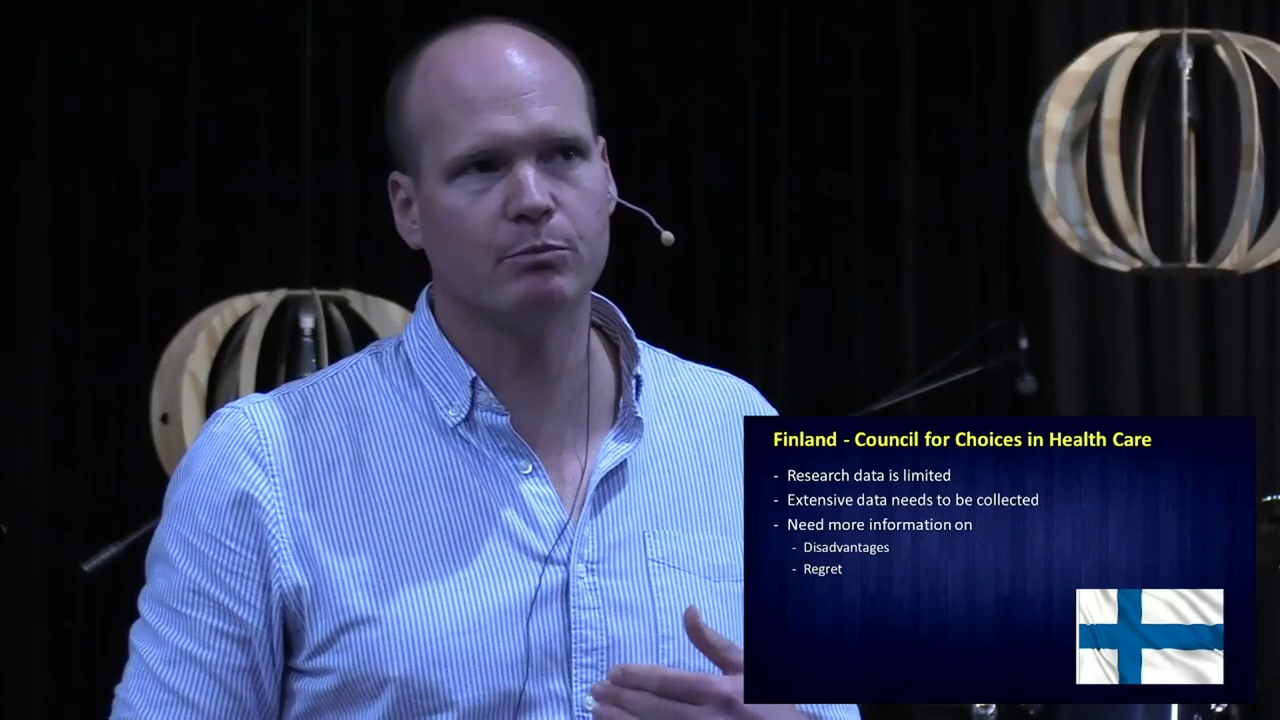 Finland - Council for Choices in Health Care
- Research data is limited
- Extensive data needs to be collected
- Need more information on
- Disadvantages
- Regret